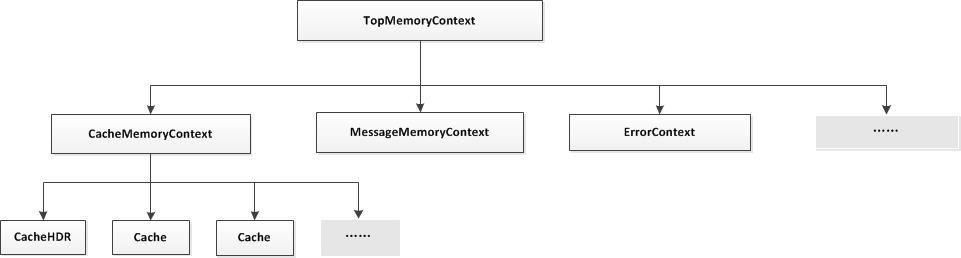 TopMemoryContext
CacheMemoryContext
MessageMemoryContext
ErrorContext
……
CacheHDR
Cache
Cache
……